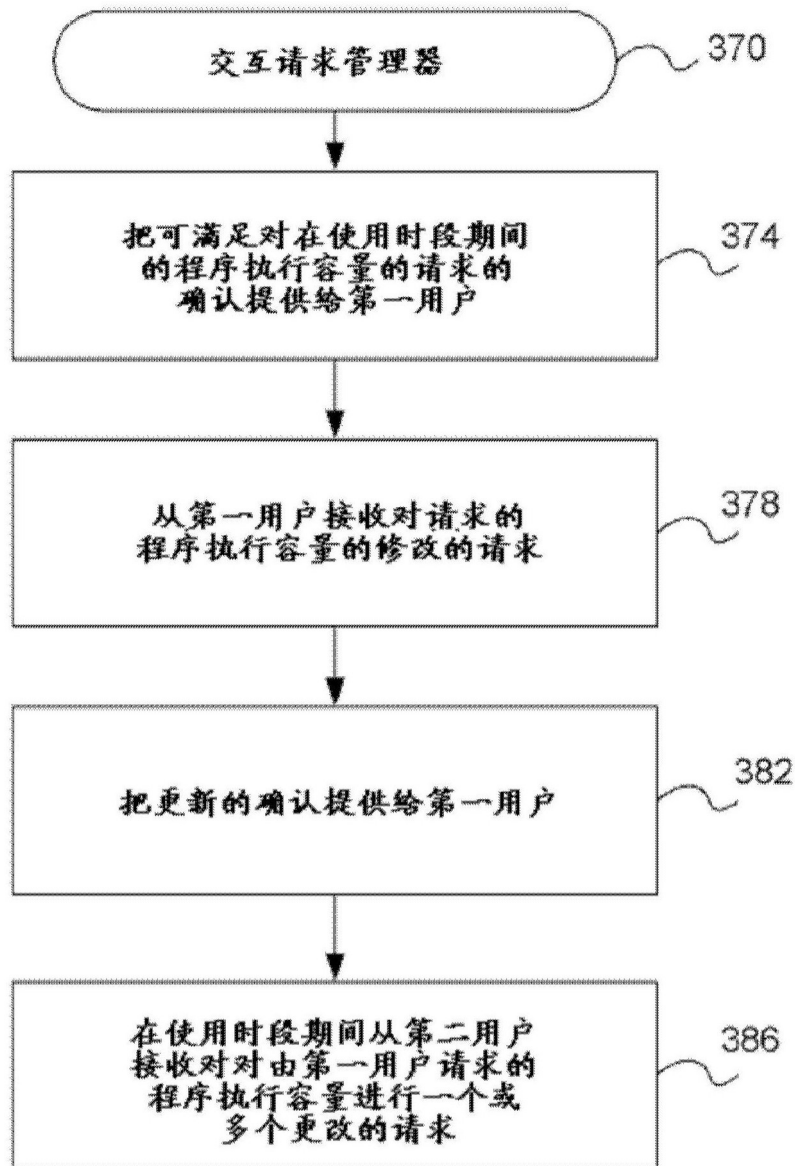 交互请求管理器
370
把可满足对在使用时段期间
的程序执行容量的请求的
确认提供给第一用户
374
从第一用户接收对请求的
程序执行容量的修改的请求
378
把更新的确认提供给第一用户
382
在使用时段期间从第二用户
接收对对由第一用户请求的
程序执行容量进行一个或
多个更改的请求
386